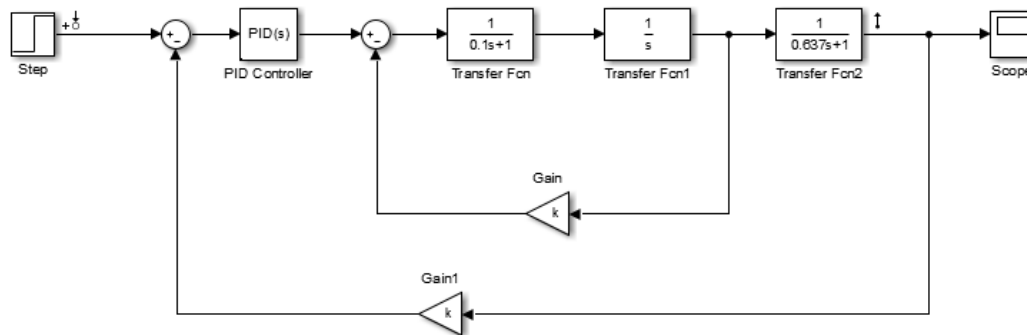 Step
+
+
−
PID(s)
PID Controller
+
−
1
0.1s+1
Transfer Fcn
1
s
Transfer Fcn1
1
0.637s+1
Transfer Fcn2
Scope
Gain
k
Gain1
k